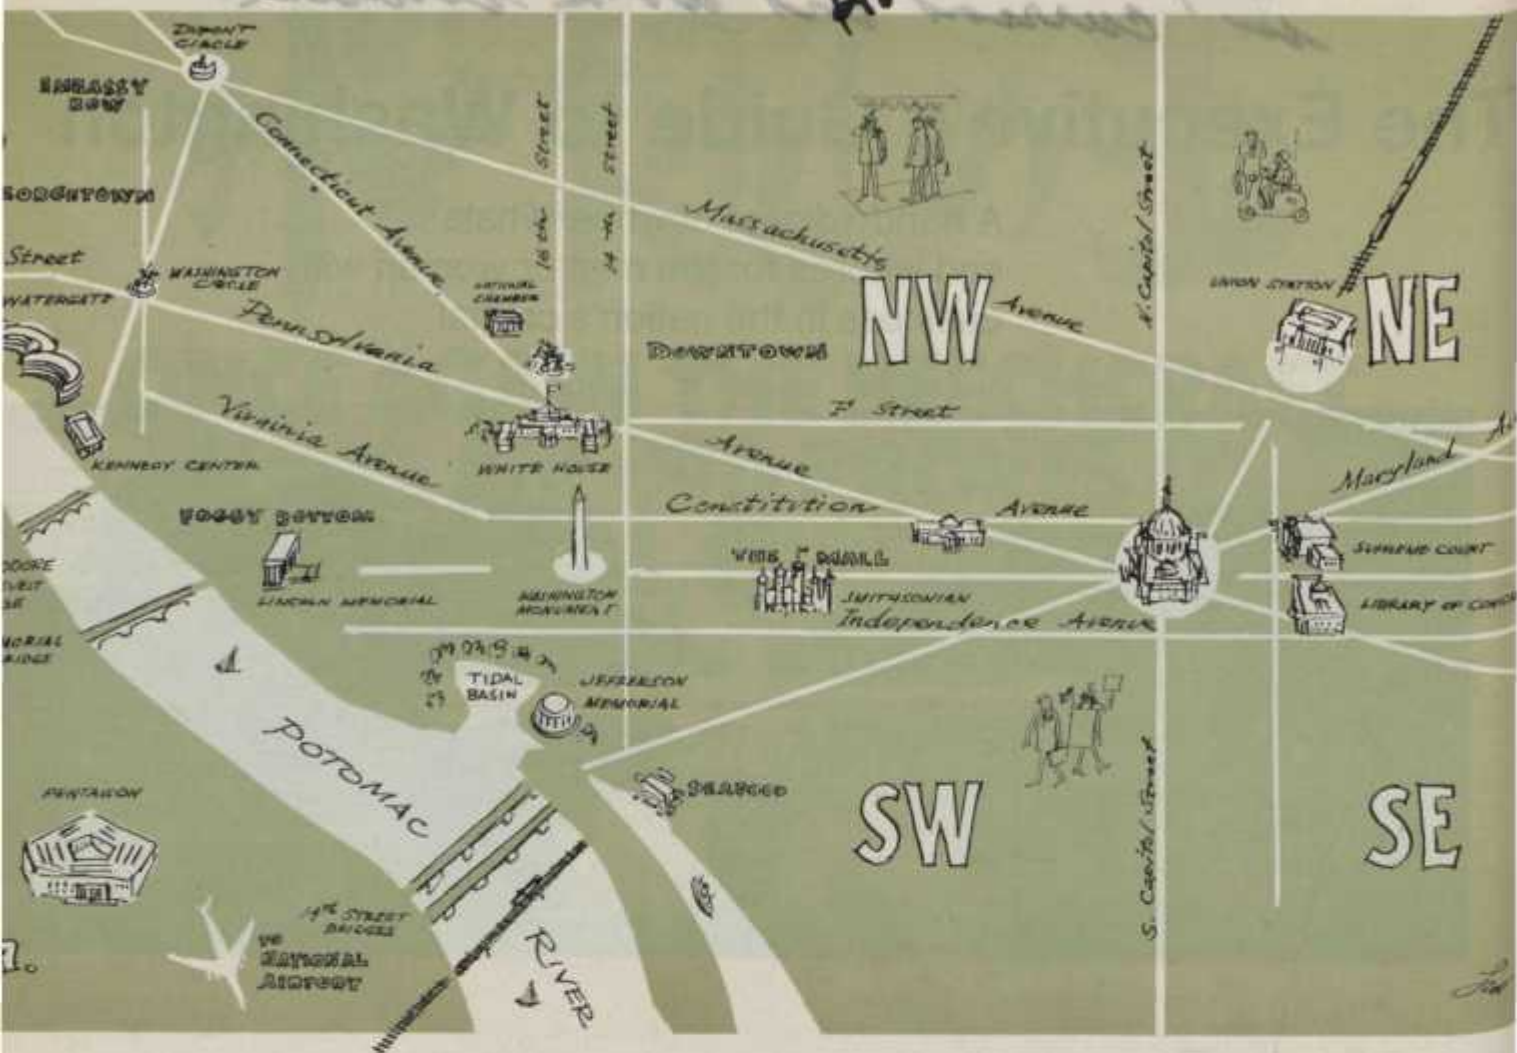 DUPONT
CIRCLE
EMBASSY
ROW
Connecticut Avenue
16th Street
14th Street
Massachusetts
Avenue
N. Capitol Street
Street
WATERGATE
WASHINGTON
CIRCLE
NATIONAL
CHAMBER
Pennsylvania
DOWNTOWN
NW
UNION STATION
NE
Virginia Avenue
F Street
KENNEDY CENTER
WHITE HOUSE
Avenue
Maryland
FOGGY BOTTOM
Constitution
Avenue
THE MALL
SUPREME COURT
LINCOLN MEMORIAL
WASHINGTON
MONUMENT
SMITHSONIAN
Independence Avenue
LIBRARY OF
TIDAL
BASIN
JEFFERSON
MEMORIAL
POTOMAC
RIVER
SEAFOOD
PENTAGON
SW
S. Capitol Street
SE
14TH STREET
BRIDGES
TO
NATIONAL
AIRPORT